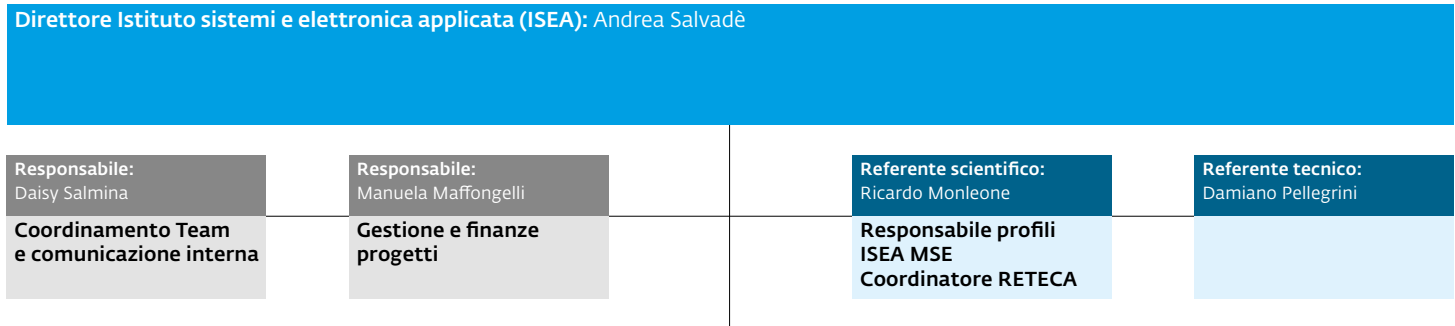 Direttore Istituto sistemi e elettronica applicata (ISEA): Andrea Salvadè
Responsabile:
Daisy Salmina
Coordinamento Team
e comunicazione interna
Responsabile:
Manuela Maffongelli
Gestione e finanze
progetti
Referente scientifico:
Ricardo Monleone
Responsabile profili
ISEA MSE
Coordinatore RETECA
Referente tecnico:
Damiano Pellegrini